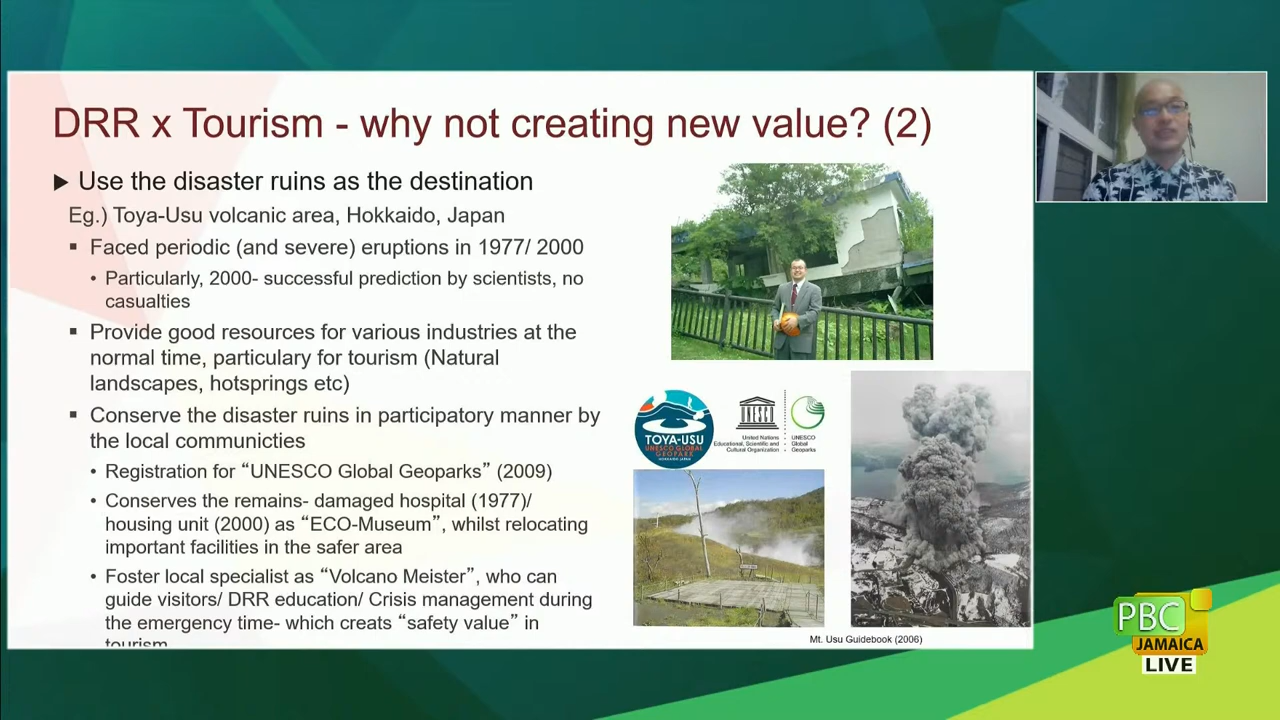 DRR x Tourism - why not creating new value? (2)
▶ Use the disaster ruins as the destination
Eg.) Toya-Usu volcanic area, Hokkaido, Japan
▪ Faced periodic (and severe) eruptions in 1977/ 2000
• Particularly, 2000- successful prediction by scientists, no
casualties
▪ Provide good resources for various industries at the
normal time, particulary for tourism (Natural
landscapes, hotsprings etc)
▪ Conserve the disaster ruins in participatory manner by
the local communicties
• Registration for “UNESCO Global Geoparks” (2009)
• Conserves the remains- damaged hospital (1977)/
housing unit (2000) as “ECO-Museum”, whilst relocating
important facilities in the safer area
• Foster local specialist as “Volcano Meister”, who can
guide visitors/ DRR education/ Crisis management during
the emergency time- which creats “safety value” in
tourism
TOYA-USU
UNESCO GLOBAL
GEOPARK
HOKKAIDO JAPAN
UNESCO
United Nations
Educational, Scientific and
Cultural Organization
UNESCO
Global
Geoparks
Mt. Usu Guidebook (2006)
PBC
JAMAICA
LIVE